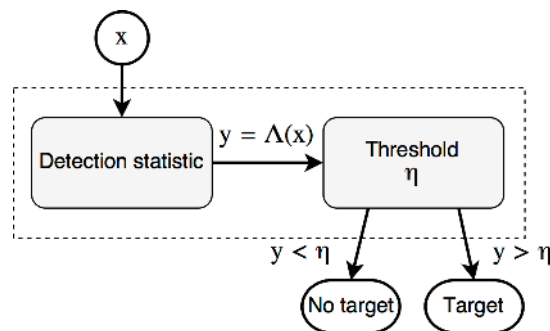 x
Detection statistic
y = Λ(x)
Threshold
η
y < η
y > η
No target
Target